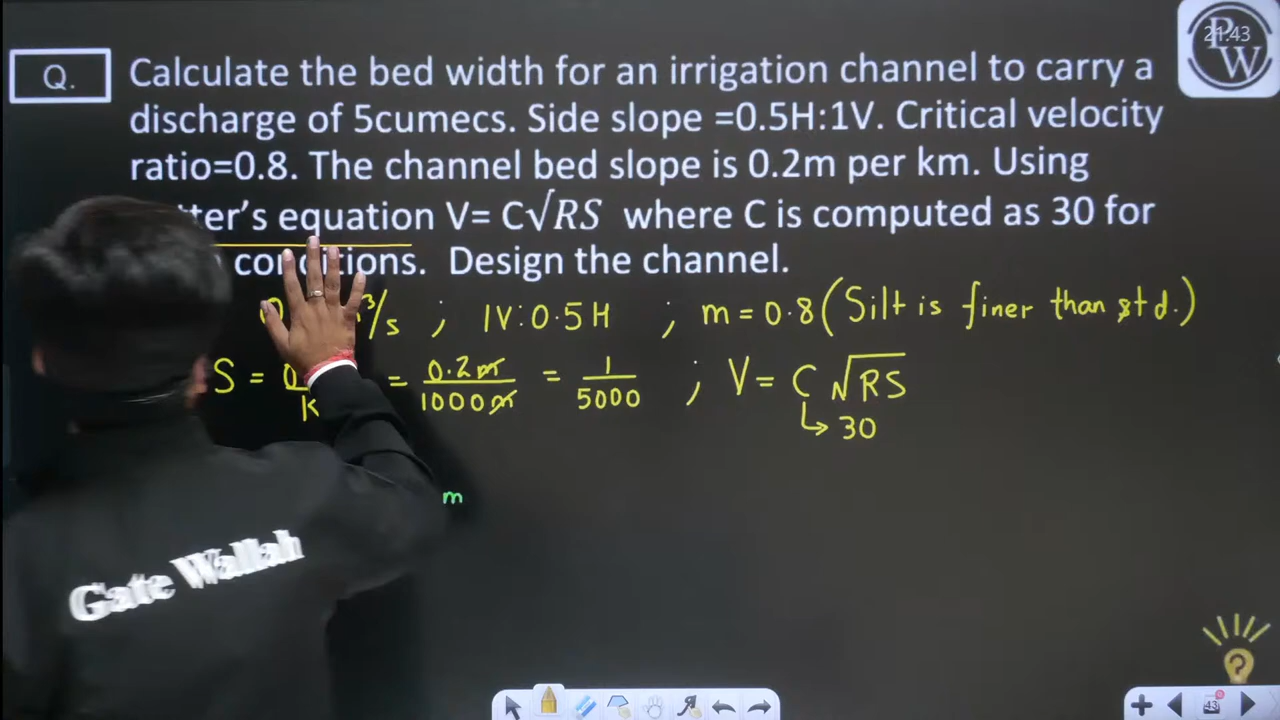 21:43
PW
Q.
Calculate the bed width for an irrigation channel to carry a
discharge of 5cumecs. Side slope =0.5H:1V. Critical velocity
ratio=0.8. The channel bed slope is 0.2m per km. Using
equation V= C√RS where C is computed as 30 for
conditions. Design the channel.
³/s ; 1V:0.5H ; m = 0.8 (Silt is finer than std.)
S = = 0.2m/1000m = 1/5000 ; V = C√RS
↳ 30
m
Gate Wallah
43